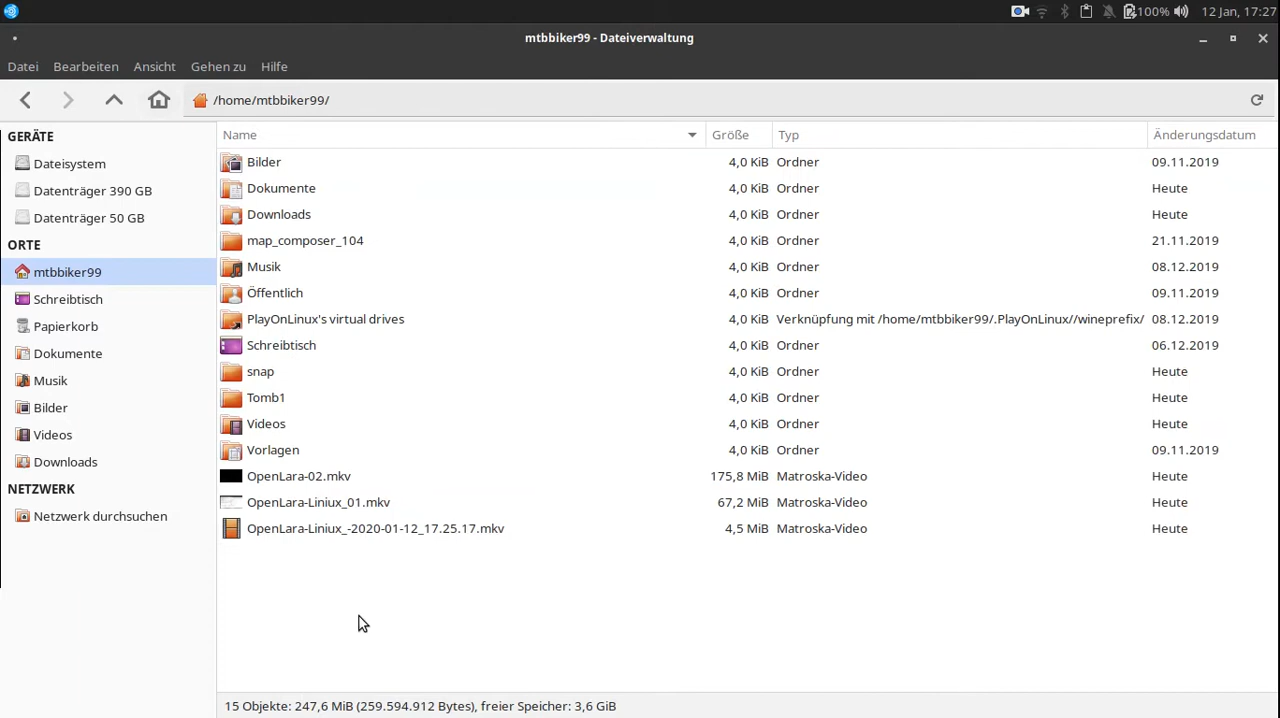 100% 12 Jan, 17:27
mtbbiker99 - Dateiverwaltung
Datei Bearbeiten Ansicht Gehen zu Hilfe
/home/mtbbiker99/
GERÄTE
Dateisystem
Datenträger 390 GB
Datenträger 50 GB
ORTE
mtbbiker99
Schreibtisch
Papierkorb
Dokumente
Musik
Bilder
Videos
Downloads
NETZWERK
Netzwerk durchsuchen
Name Größe Typ Änderungsdatum
Bilder 4,0 KiB Ordner 09.11.2019
Dokumente 4,0 KiB Ordner Heute
Downloads 4,0 KiB Ordner Heute
map_composer_104 4,0 KiB Ordner 21.11.2019
Musik 4,0 KiB Ordner 08.12.2019
Öffentlich 4,0 KiB Ordner 09.11.2019
PlayOnLinux's virtual drives 4,0 KiB Verknüpfung mit /home/mtbbiker99/.PlayOnLinux//wineprefix/ 08.12.2019
Schreibtisch 4,0 KiB Ordner 06.12.2019
snap 4,0 KiB Ordner Heute
Tomb1 4,0 KiB Ordner Heute
Videos 4,0 KiB Ordner Heute
Vorlagen 4,0 KiB Ordner 09.11.2019
OpenLara-02.mkv 175,8 MiB Matroska-Video Heute
OpenLara-Liniux_01.mkv 67,2 MiB Matroska-Video Heute
OpenLara-Liniux_-2020-01-12_17.25.17.mkv 4,5 MiB Matroska-Video Heute
15 Objekte: 247,6 MiB (259.594.912 Bytes), freier Speicher: 3,6 GiB